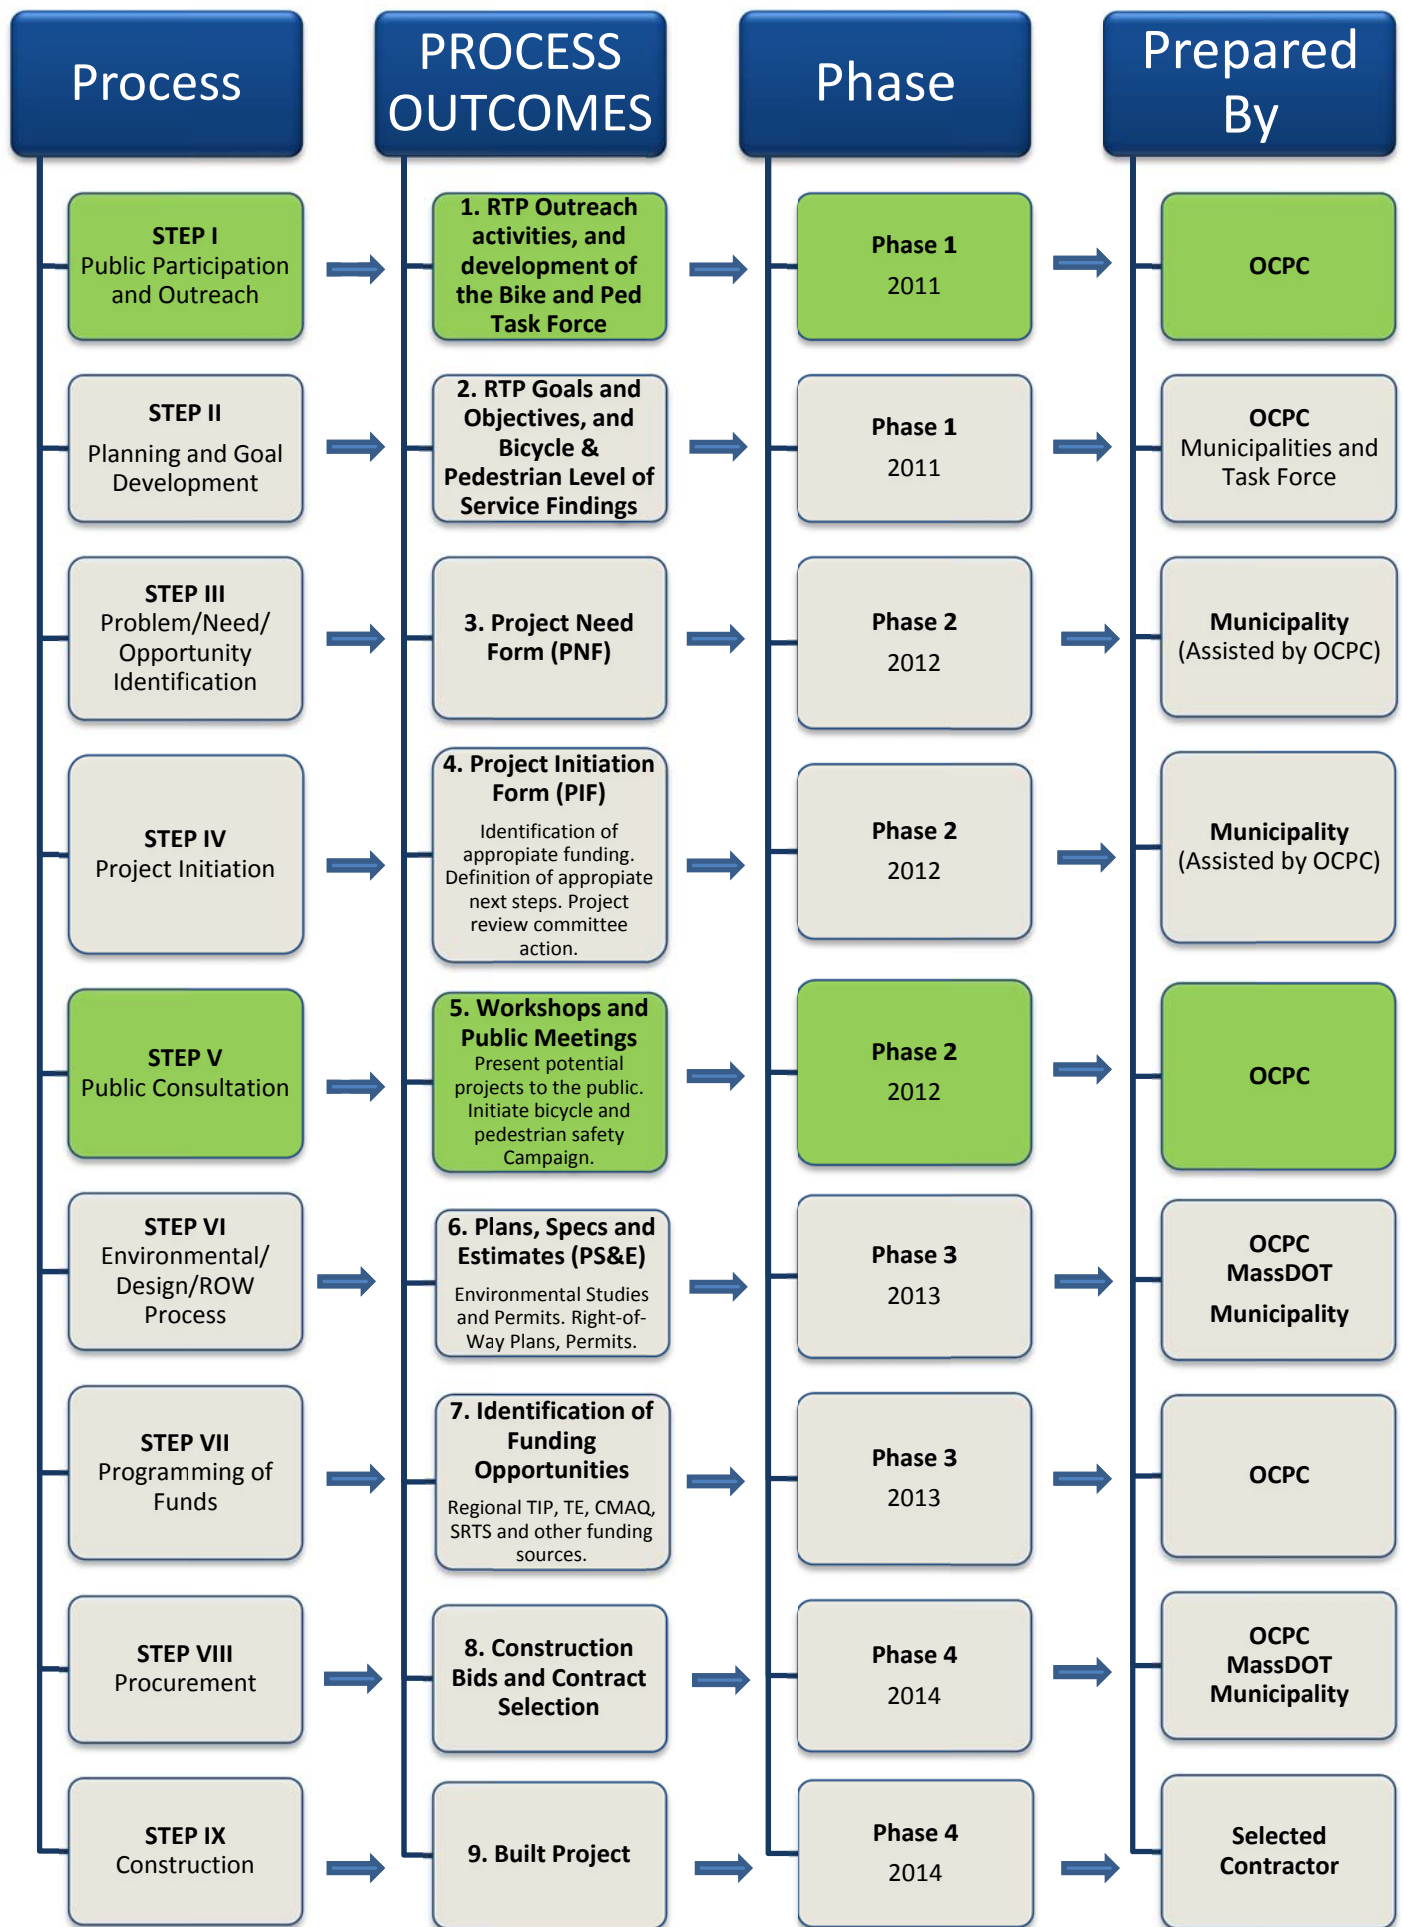 Process
PROCESS
OUTCOMES
Phase
Prepared
By
STEP I
Public Participation
and Outreach
1. RTP Outreach
activities, and
development of
the Bike and Ped
Task Force
Phase 1
2011
OCPC
STEP II
Planning and Goal
Development
2. RTP Goals and
Objectives, and
Bicycle &
Pedestrian Level of
Service Findings
Phase 1
2011
OCPC
Municipalities and
Task Force
STEP III
Problem/Need/
Opportunity
Identification
3. Project Need
Form (PNF)
Phase 2
2012
Municipality
(Assisted by OCPC)
STEP IV
Project Initiation
4. Project Initiation
Form (PIF)
Identification of
appropiate funding.
Definition of appropiate
next steps. Project
review committee
action.
Phase 2
2012
Municipality
(Assisted by OCPC)
STEP V
Public Consultation
5. Workshops and
Public Meetings
Present potential
projects to the public.
Initiate bicycle and
pedestrian safety
Campaign.
Phase 2
2012
OCPC
STEP VI
Environmental/
Design/ROW
Process
6. Plans, Specs and
Estimates (PS&E)
Environmental Studies
and Permits. Right-of-
Way Plans, Permits.
Phase 3
2013
OCPC
MassDOT
Municipality
STEP VII
Programming of
Funds
7. Identification of
Funding
Opportunities
Regional TIP, TE, CMAQ,
SRTS and other funding
sources.
Phase 3
2013
OCPC
STEP VIII
Procurement
8. Construction
Bids and Contract
Selection
Phase 4
2014
OCPC
MassDOT
Municipality
STEP IX
Construction
9. Built Project
Phase 4
2014
Selected
Contractor